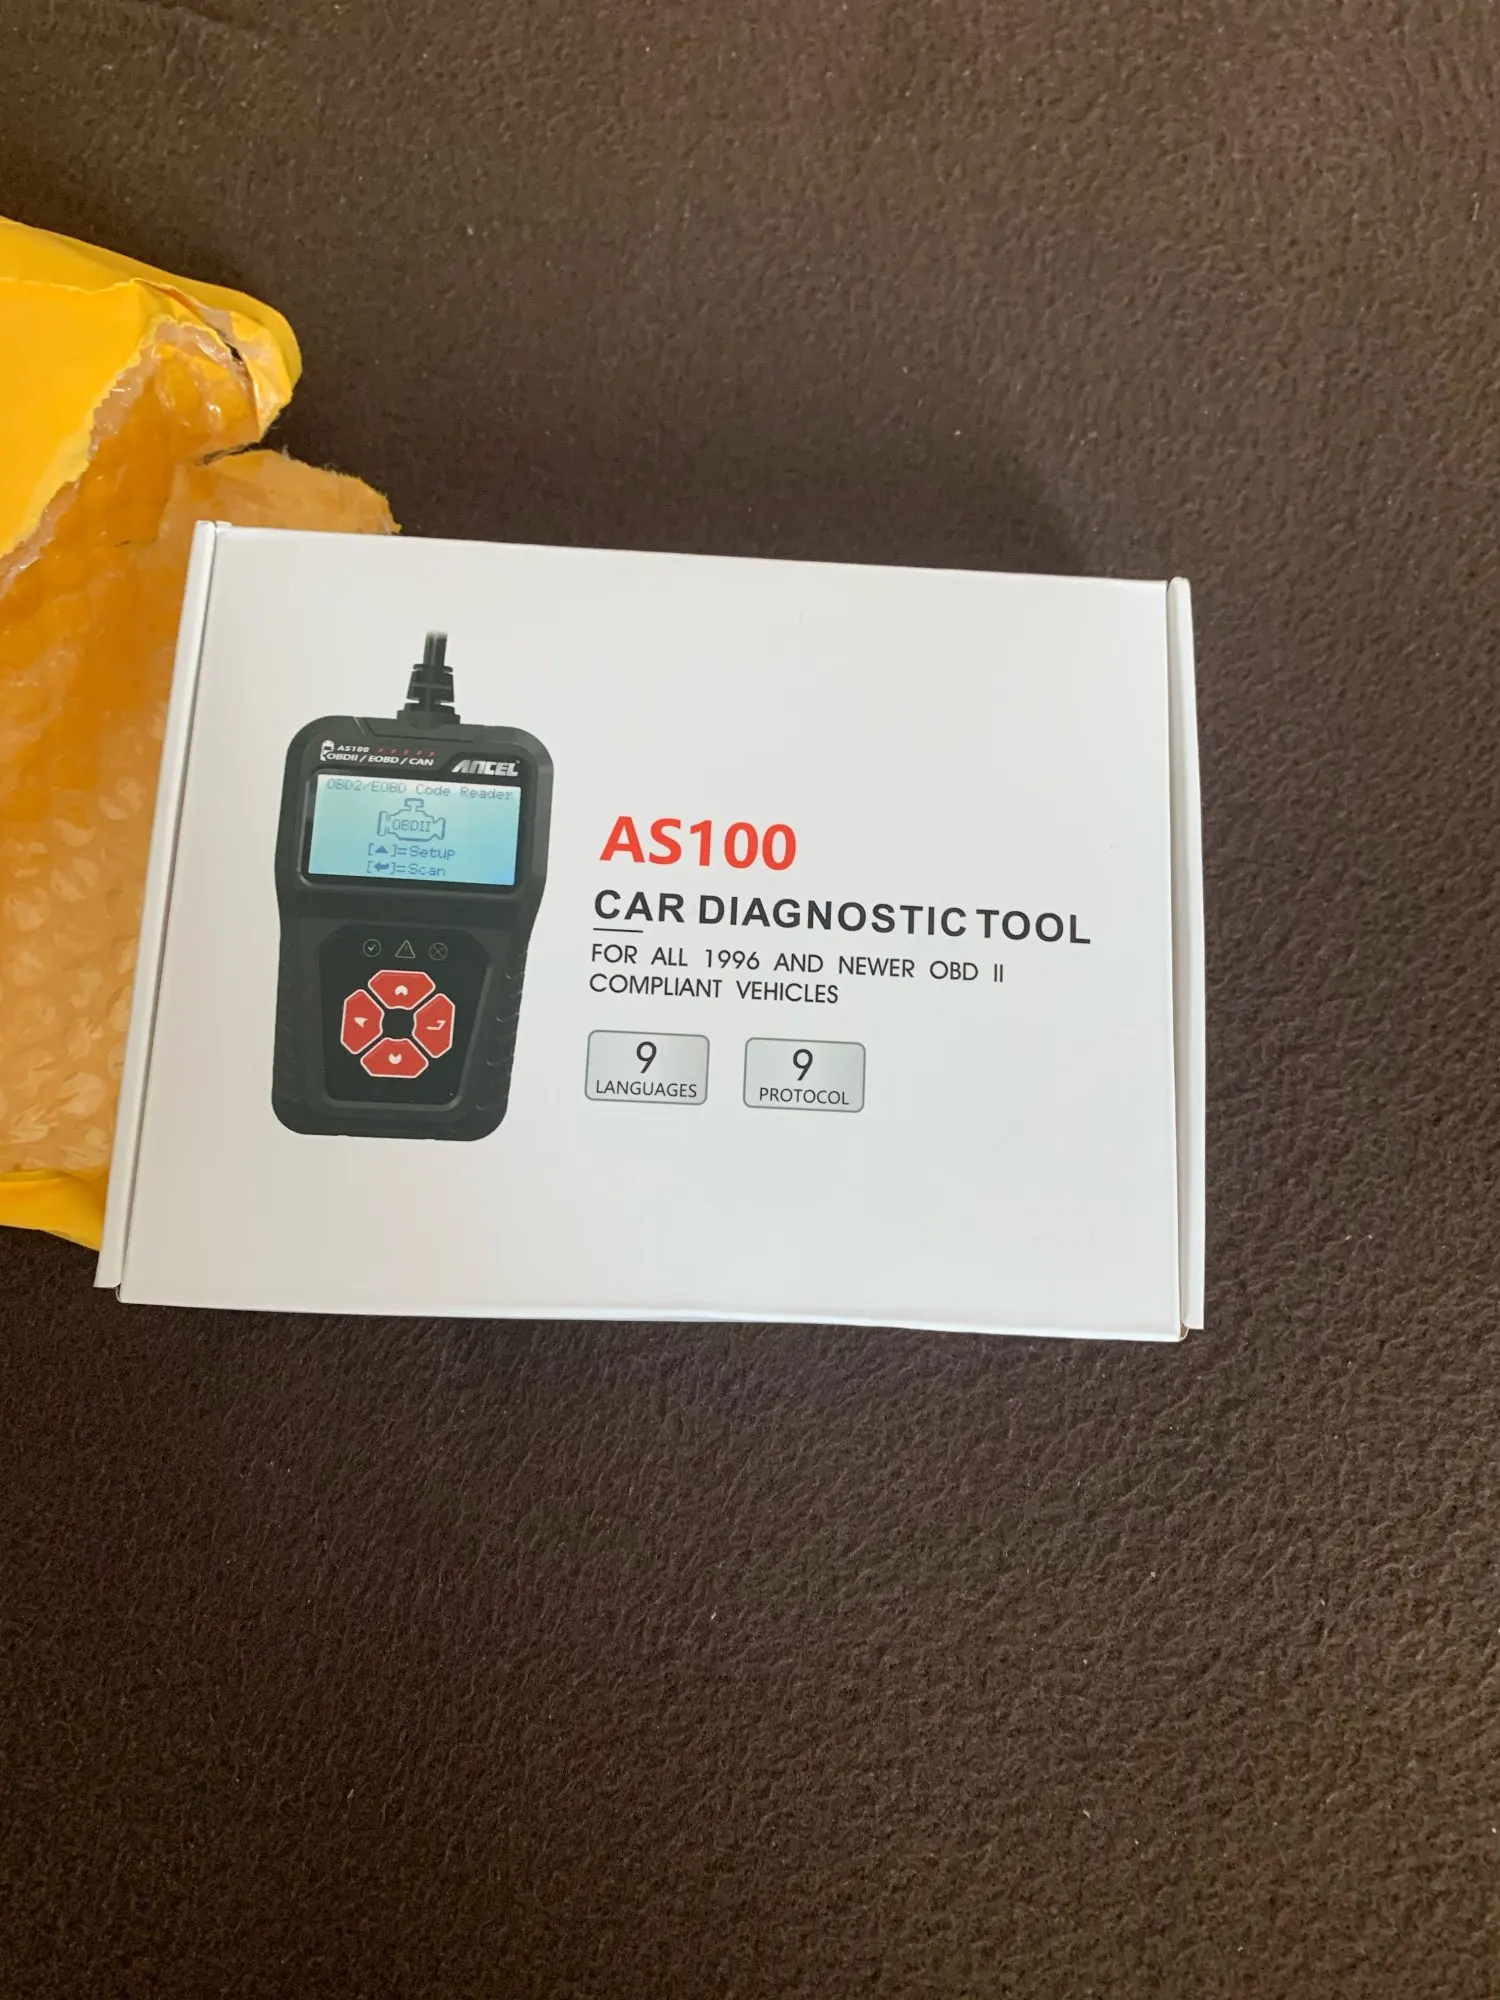 AS100
OBDII / EOBD / CAN
ANCEL
OBD2/EOBD Code Reader
OBDII
[▲]=Setup
[↵]=Scan
AS100
CAR DIAGNOSTIC TOOL
FOR ALL 1996 AND NEWER OBD II
COMPLIANT VEHICLES
9
LANGUAGES
9
PROTOCOL